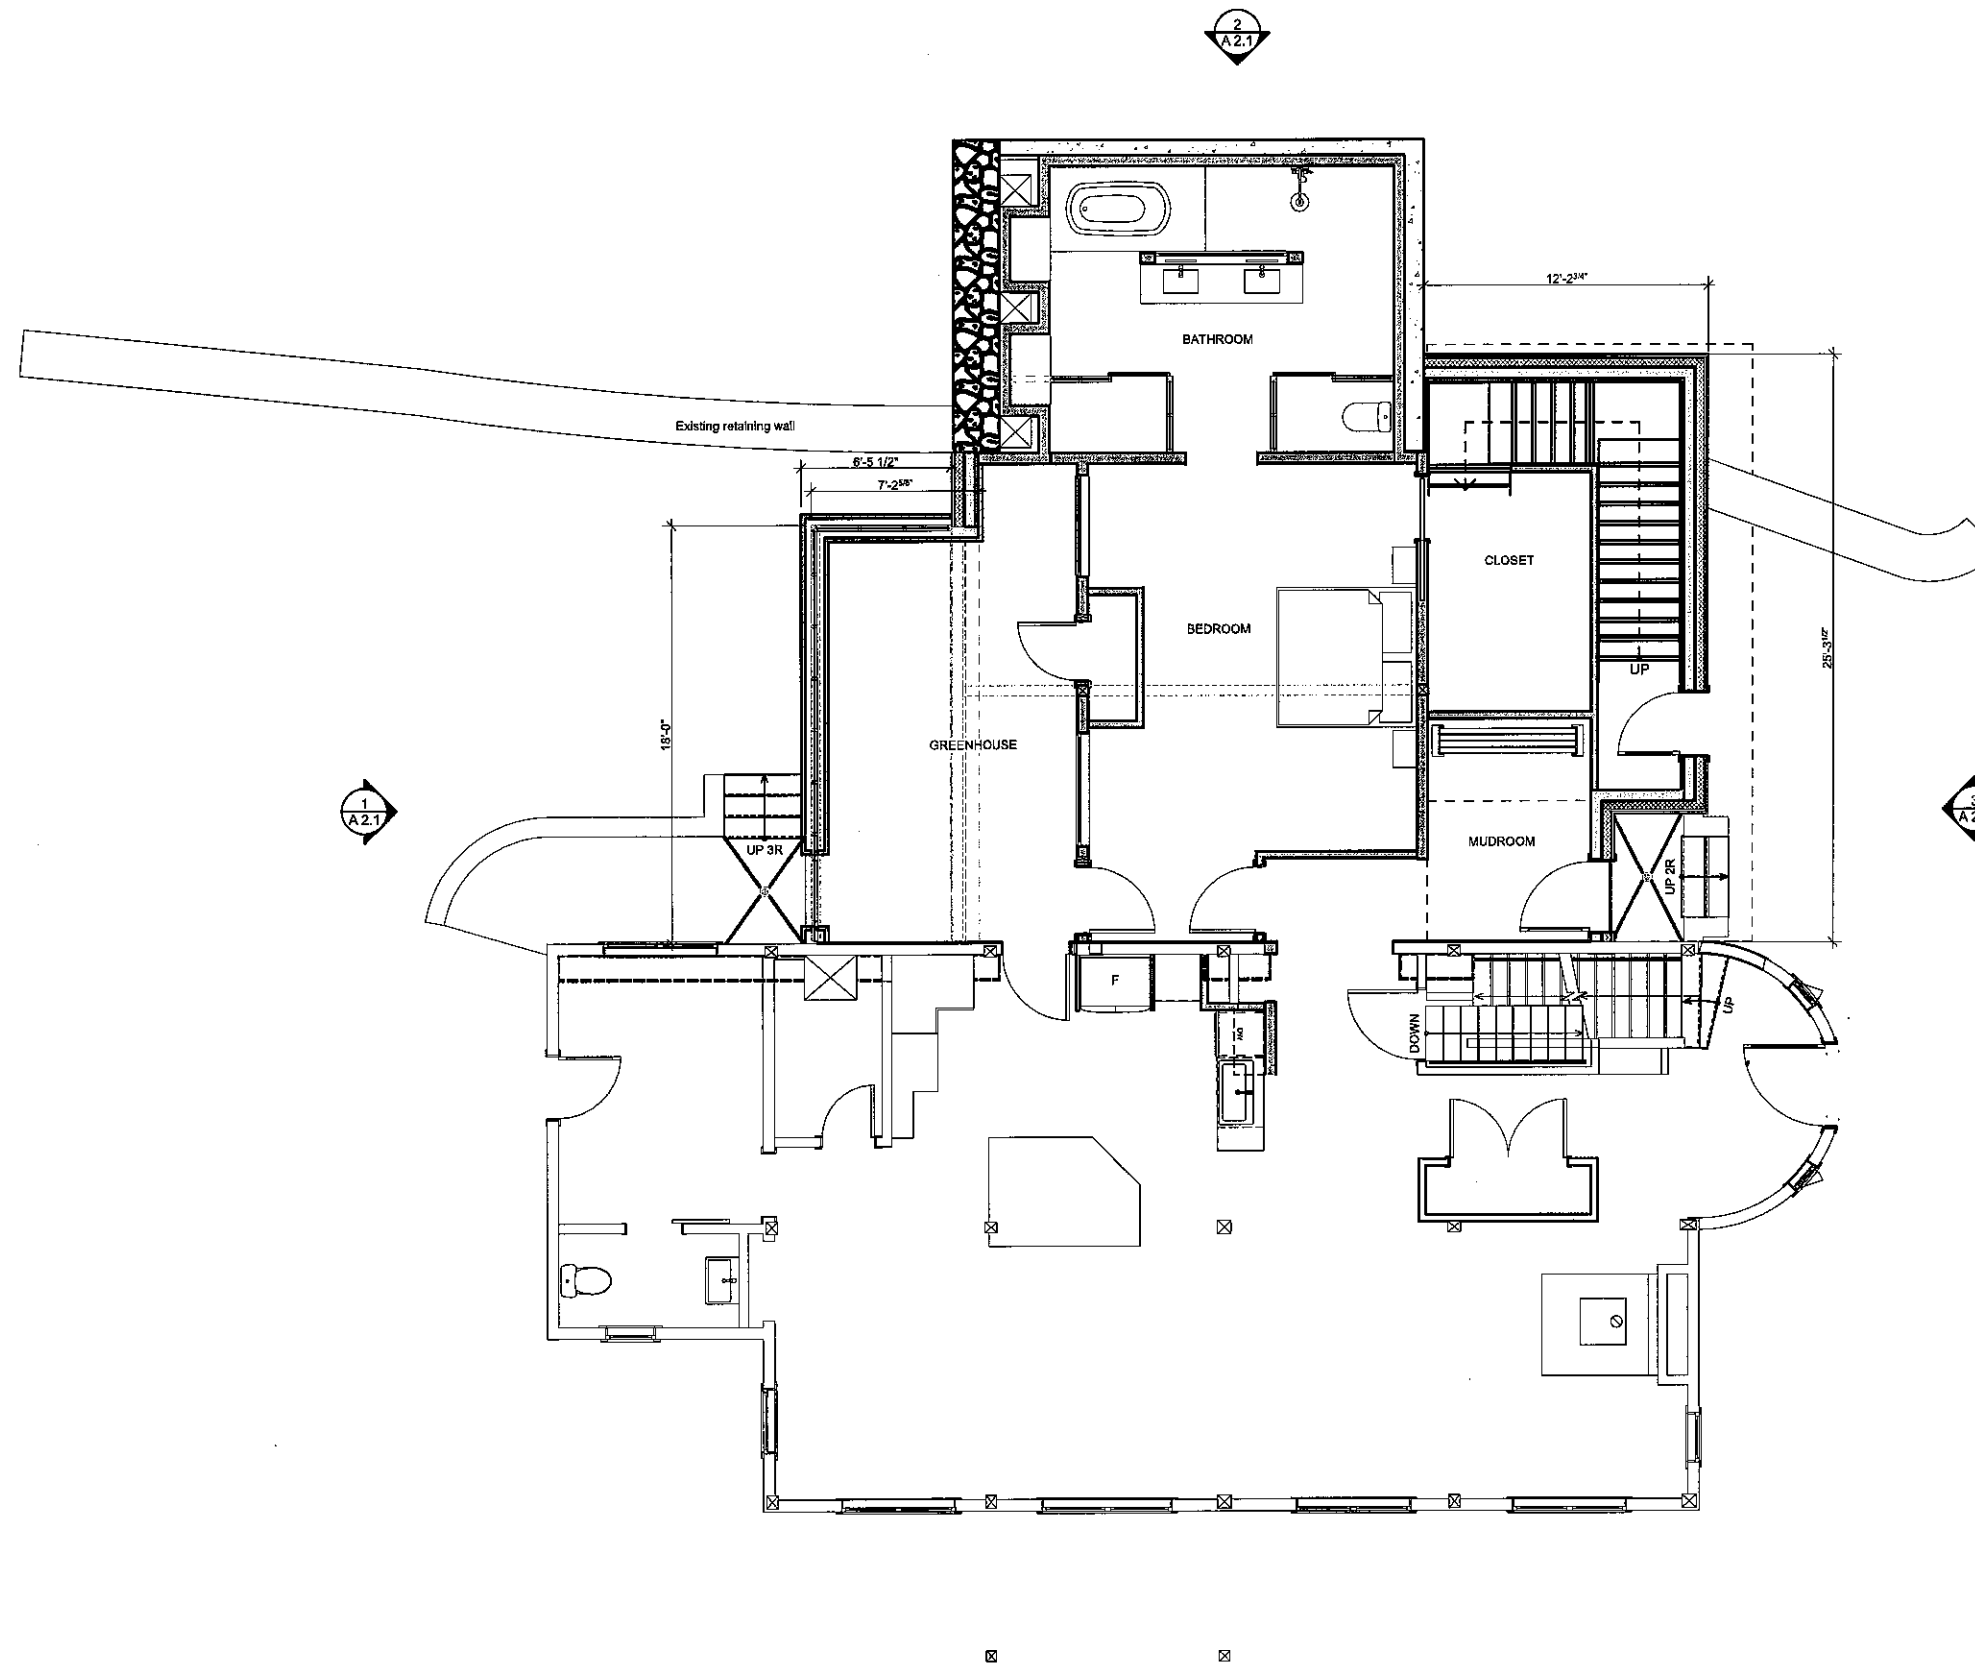 2
A 2.1
12'-2 3/4"
BATHROOM
Existing retaining wall
6'-5 1/2"
7'-2 5/8"
CLOSET
BEDROOM
25'-3 1/2"
UP
18'-0"
GREENHOUSE
1
A 2.1
UP 3R
MUDROOM
UP 2R
F
UP
DOWN
DW